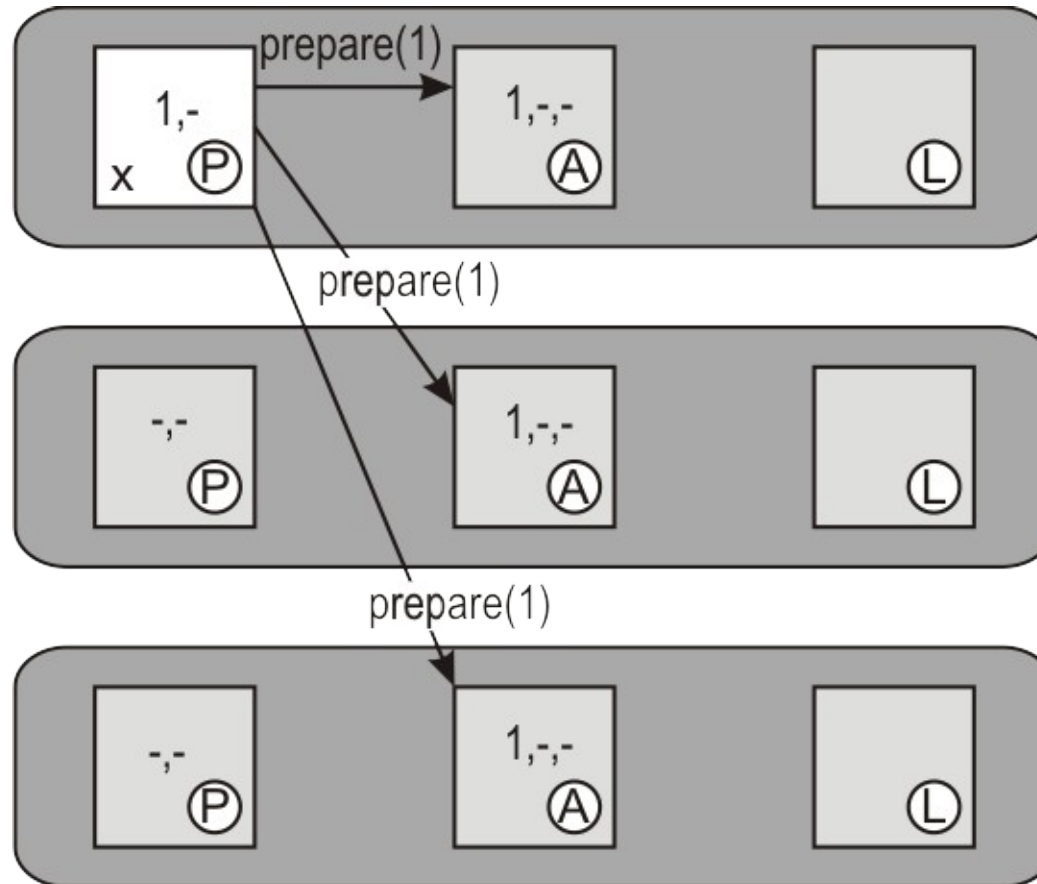 prepare(1)
1,-
x
P
1,-,-
A
L
prepare(1)
-,-
P
1,-,-
A
L
prepare(1)
-,-
P
1,-,-
A
L